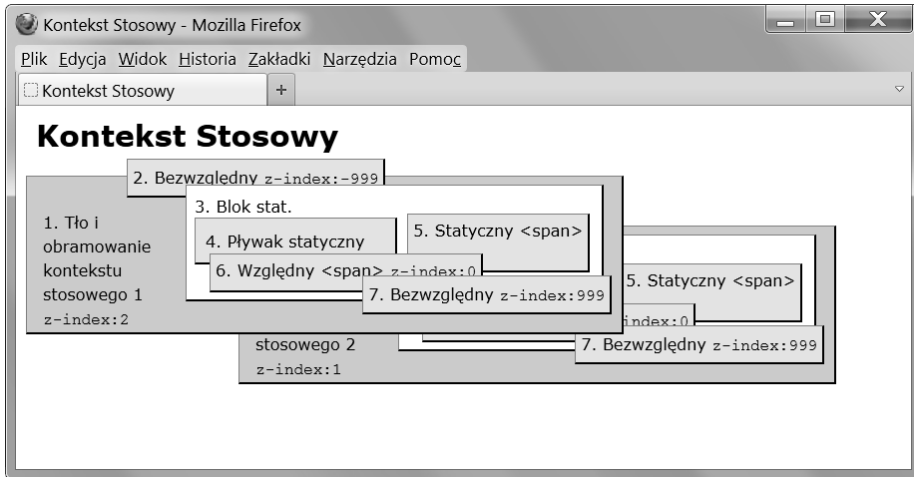 Kontekst Stosowy - Mozilla Firefox
Plik Edycja Widok Historia Zakładki Narzędzia Pomoc
Kontekst Stosowy +
Kontekst Stosowy
2. Bezwzględny z-index:-999
3. Blok stat.
1. Tło i
obramowanie
kontekstu
stosowego 1
z-index:2
4. Pływak statyczny
5. Statyczny <span>
6. Względny <span> z-index:0
7. Bezwzględny z-index:999
5. Statyczny <span>
index:0
7. Bezwzględny z-index:999
stosowego 2
z-index:1